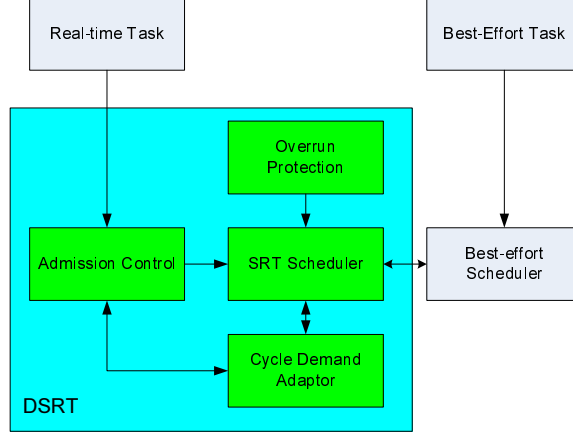 Real-time Task
Best-Effort Task
Overrun
Protection
Admission Control
SRT Scheduler
Best-effort
Scheduler
Cycle Demand
Adaptor
DSRT